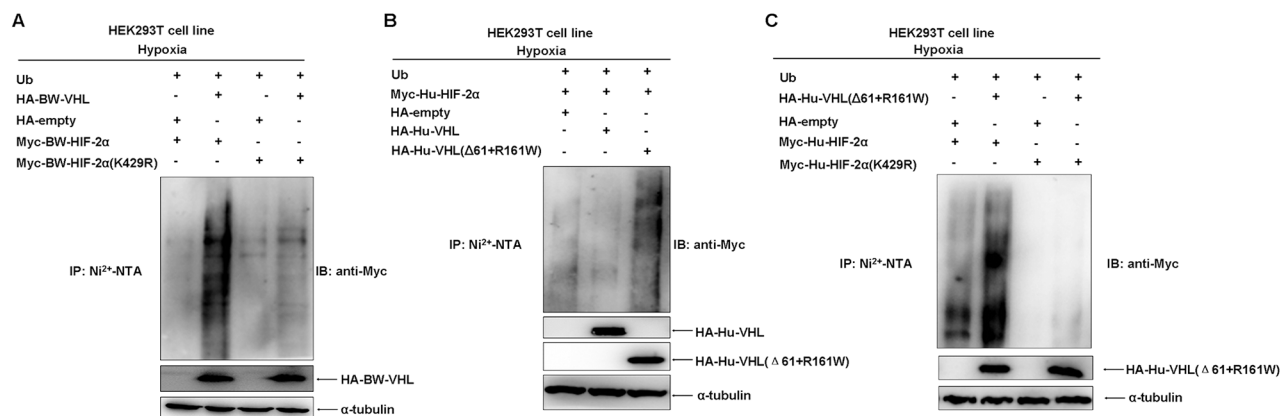 A
HEK293T cell line
Hypoxia
Ub + + + +
HA-BW-VHL - + - +
HA-empty + - + -
Myc-BW-HIF-2α + + - -
Myc-BW-HIF-2α(K429R) - - + +
IP: Ni²⁺-NTA
IB: anti-Myc
HA-BW-VHL
α-tubulin
B
HEK293T cell line
Hypoxia
Ub + + +
Myc-Hu-HIF-2α + + +
HA-empty + - -
HA-Hu-VHL - + -
HA-Hu-VHL(Δ61+R161W) - - +
IP: Ni²⁺-NTA
IB: anti-Myc
HA-Hu-VHL
HA-Hu-VHL(Δ61+R161W)
α-tubulin
C
HEK293T cell line
Hypoxia
Ub + + + +
HA-Hu-VHL(Δ61+R161W) - + - +
HA-empty + - + -
Myc-Hu-HIF-2α + + - -
Myc-Hu-HIF-2α(K429R) - - + +
IP: Ni²⁺-NTA
IB: anti-Myc
HA-Hu-VHL(Δ61+R161W)
α-tubulin